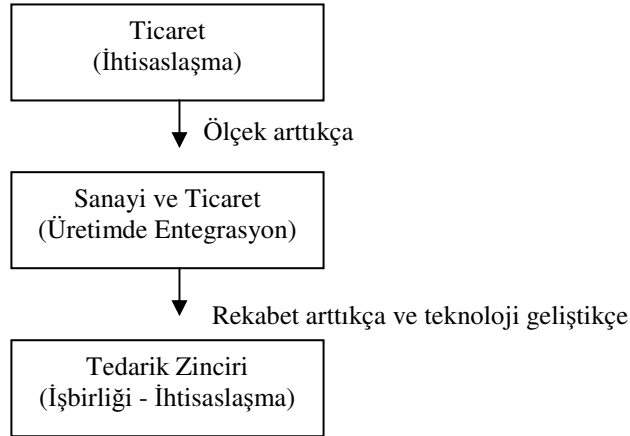 Ticaret
(İhtisaslaşma)
Ölçek arttıkça
Sanayi ve Ticaret
(Üretimde Entegrasyon)
Rekabet arttıkça ve teknoloji geliştikçe
Tedarik Zinciri
(İşbirliği - İhtisaslaşma)